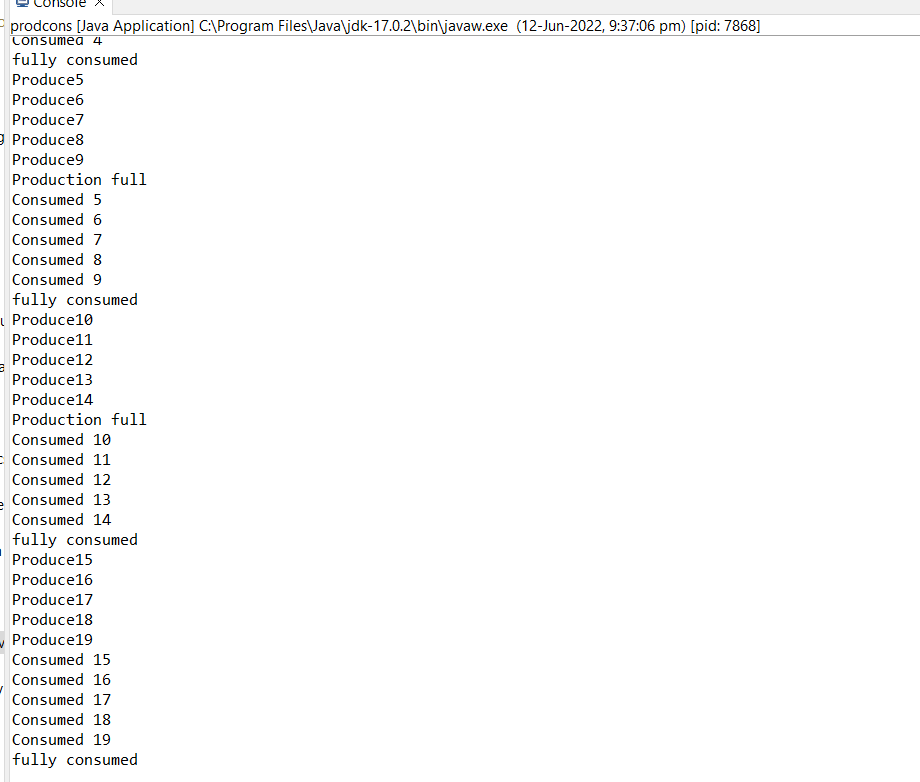 Console
prodcons [Java Application] C:\Program Files\Java\jdk-17.0.2\bin\javaw.exe (12-Jun-2022, 9:37:06 pm) [pid: 7868]
Consumed 4
fully consumed
Produce5
Produce6
Produce7
Produce8
Produce9
Production full
Consumed 5
Consumed 6
Consumed 7
Consumed 8
Consumed 9
fully consumed
Produce10
Produce11
Produce12
Produce13
Produce14
Production full
Consumed 10
Consumed 11
Consumed 12
Consumed 13
Consumed 14
fully consumed
Produce15
Produce16
Produce17
Produce18
Produce19
Consumed 15
Consumed 16
Consumed 17
Consumed 18
Consumed 19
fully consumed